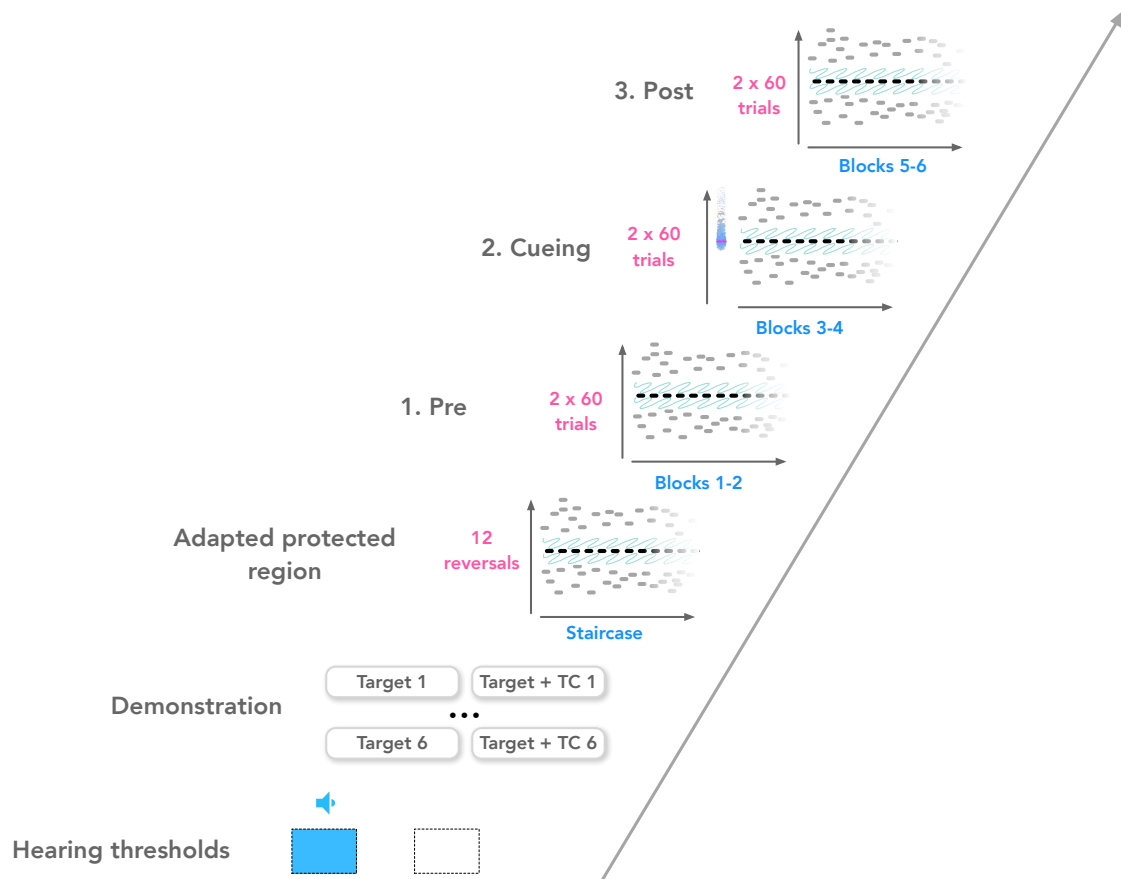 3. Post
2 x 60
trials
Blocks 5-6
2. Cueing
2 x 60
trials
Blocks 3-4
1. Pre
2 x 60
trials
Blocks 1-2
Adapted protected
region
12
reversals
Staircase
Demonstration
Target 1
Target + TC 1
...
Target 6
Target + TC 6
Hearing thresholds